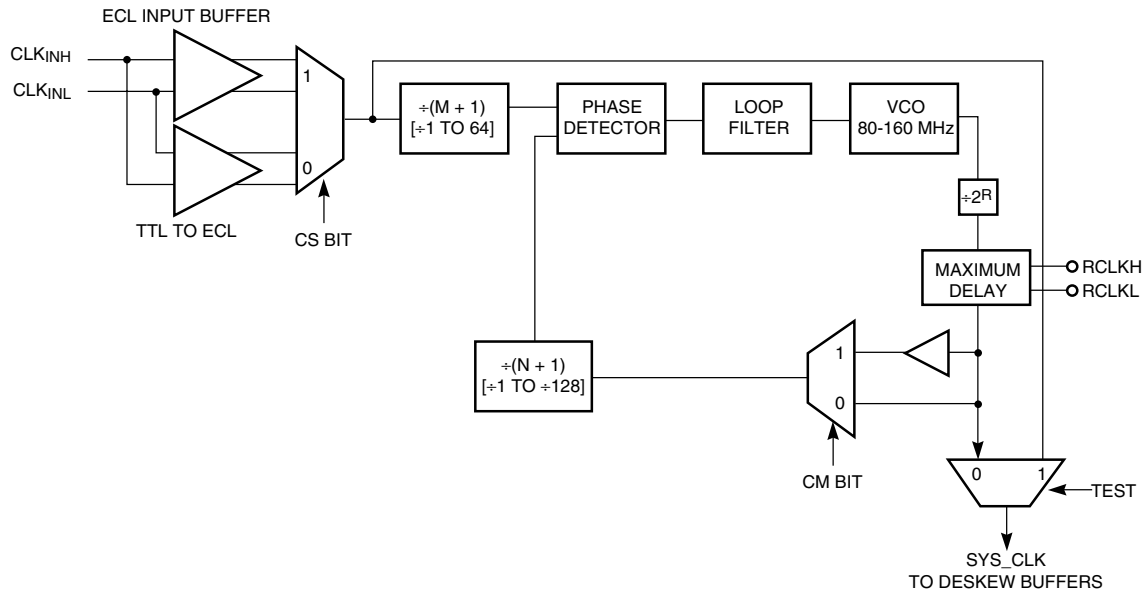 ECL INPUT BUFFER
CLKINH
CLKINL
1
0
TTL TO ECL
CS BIT
÷(M + 1)
[÷1 TO 64]
PHASE
DETECTOR
LOOP
FILTER
VCO
80-160 MHz
÷2R
MAXIMUM
DELAY
RCLKH
RCLKL
÷(N + 1)
[÷1 TO ÷128]
1
0
CM BIT
0 1
TEST
SYS_CLK
TO DESKEW BUFFERS